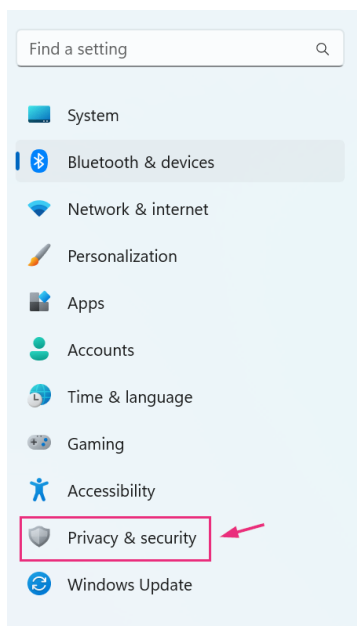 Find a setting
System
Bluetooth & devices
Network & internet
Personalization
Apps
Accounts
Time & language
Gaming
Accessibility
Privacy & security
Windows Update